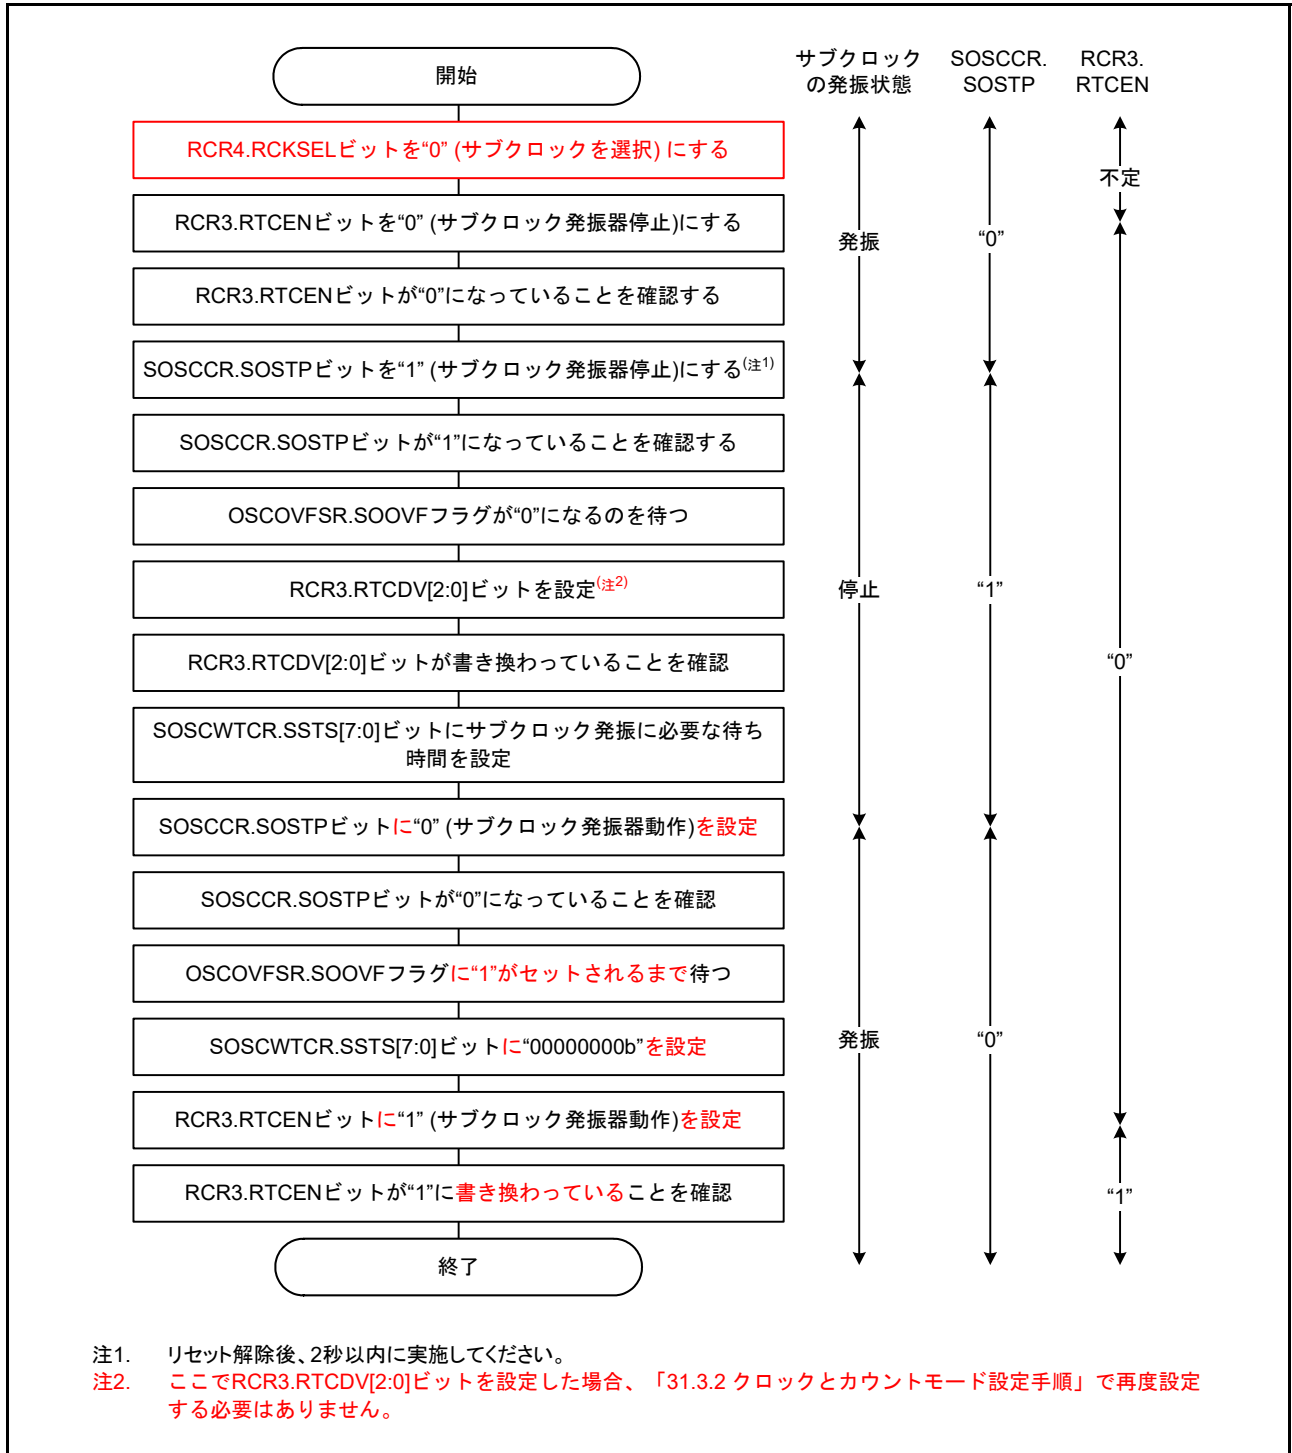 開始
サブクロック
の発振状態
SOSCCR.
SOSTP
RCR3.
RTCEN
RCR4.RCKSELビットを“0” (サブクロックを選択) にする
不定
RCR3.RTCENビットを“0” (サブクロック発振器停止)にする
発振
“0”
RCR3.RTCENビットが“0”になっていることを確認する
SOSCCR.SOSTPビットを“1” (サブクロック発振器停止)にする(注1)
SOSCCR.SOSTPビットが“1”になっていることを確認する
OSCOVFSR.SOOVFフラグが“0”になるのを待つ
RCR3.RTCDV[2:0]ビットを設定(注2)
停止
“1”
RCR3.RTCDV[2:0]ビットが書き換わっていることを確認
“0”
SOSCWTCR.SSTS[7:0]ビットにサブクロック発振に必要な待ち
時間を設定
SOSCCR.SOSTPビットに“0” (サブクロック発振器動作)を設定
SOSCCR.SOSTPビットが“0”になっていることを確認
OSCOVFSR.SOOVFフラグに“1”がセットされるまで待つ
SOSCWTCR.SSTS[7:0]ビットに“00000000b”を設定
発振
“0”
RCR3.RTCENビットに“1” (サブクロック発振器動作)を設定
RCR3.RTCENビットが“1”に書き換わっていることを確認
“1”
終了
注1. リセット解除後、2秒以内に実施してください。
注2. ここでRCR3.RTCDV[2:0]ビットを設定した場合、「31.3.2 クロックとカウントモード設定手順」で再度設定
する必要はありません。